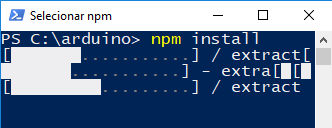 Selecionar npm
PS C:\arduino> npm install
[..........] / extract[
...........] - extra[ [
[..........] / extract